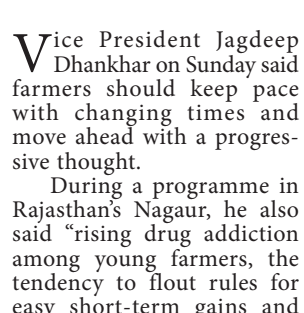 Vice President Jagdeep
Dhankhar on Sunday said
farmers should keep pace
with changing times and
move ahead with a progres-
sive thought.
During a programme in
Rajasthan's Nagaur, he also
said “rising drug addiction
among young farmers, the
tendency to flout rules for
easy short-term gains and